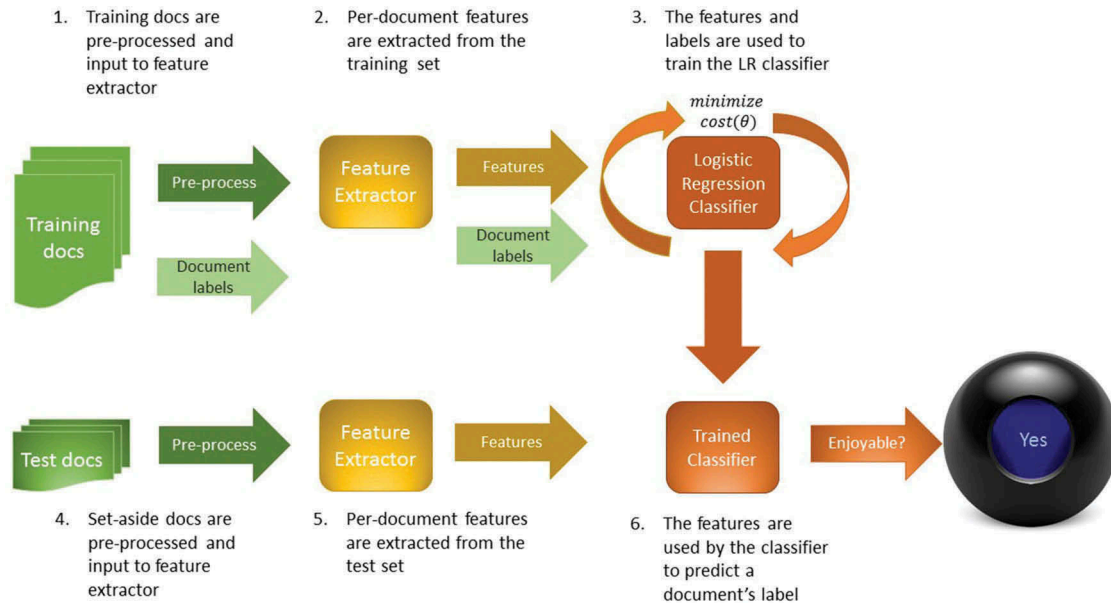 1. Training docs are
pre-processed and
input to feature
extractor
2. Per-document features
are extracted from the
training set
3. The features and
labels are used to
train the LR classifier
minimize
cost(θ)
Training
docs
Pre-process
Document
labels
Feature
Extractor
Features
Document
labels
Logistic
Regression
Classifier
Test docs
Pre-process
Feature
Extractor
Features
Trained
Classifier
Enjoyable?
Yes
4. Set-aside docs are
pre-processed and
input to feature
extractor
5. Per-document features
are extracted from the
test set
6. The features are
used by the classifier
to predict a
document's label